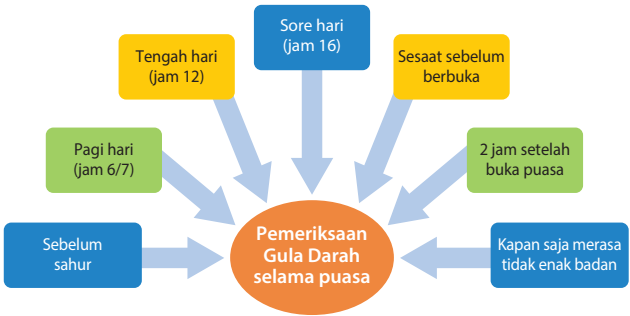 Sebelum
sahur
Pagi hari
(jam 6/7)
Tengah hari
(jam 12)
Sore hari
(jam 16)
Sesaat sebelum
berbuka
2 jam setelah
buka puasa
Kapan saja merasa
tidak enak badan
Pemeriksaan
Gula Darah
selama puasa